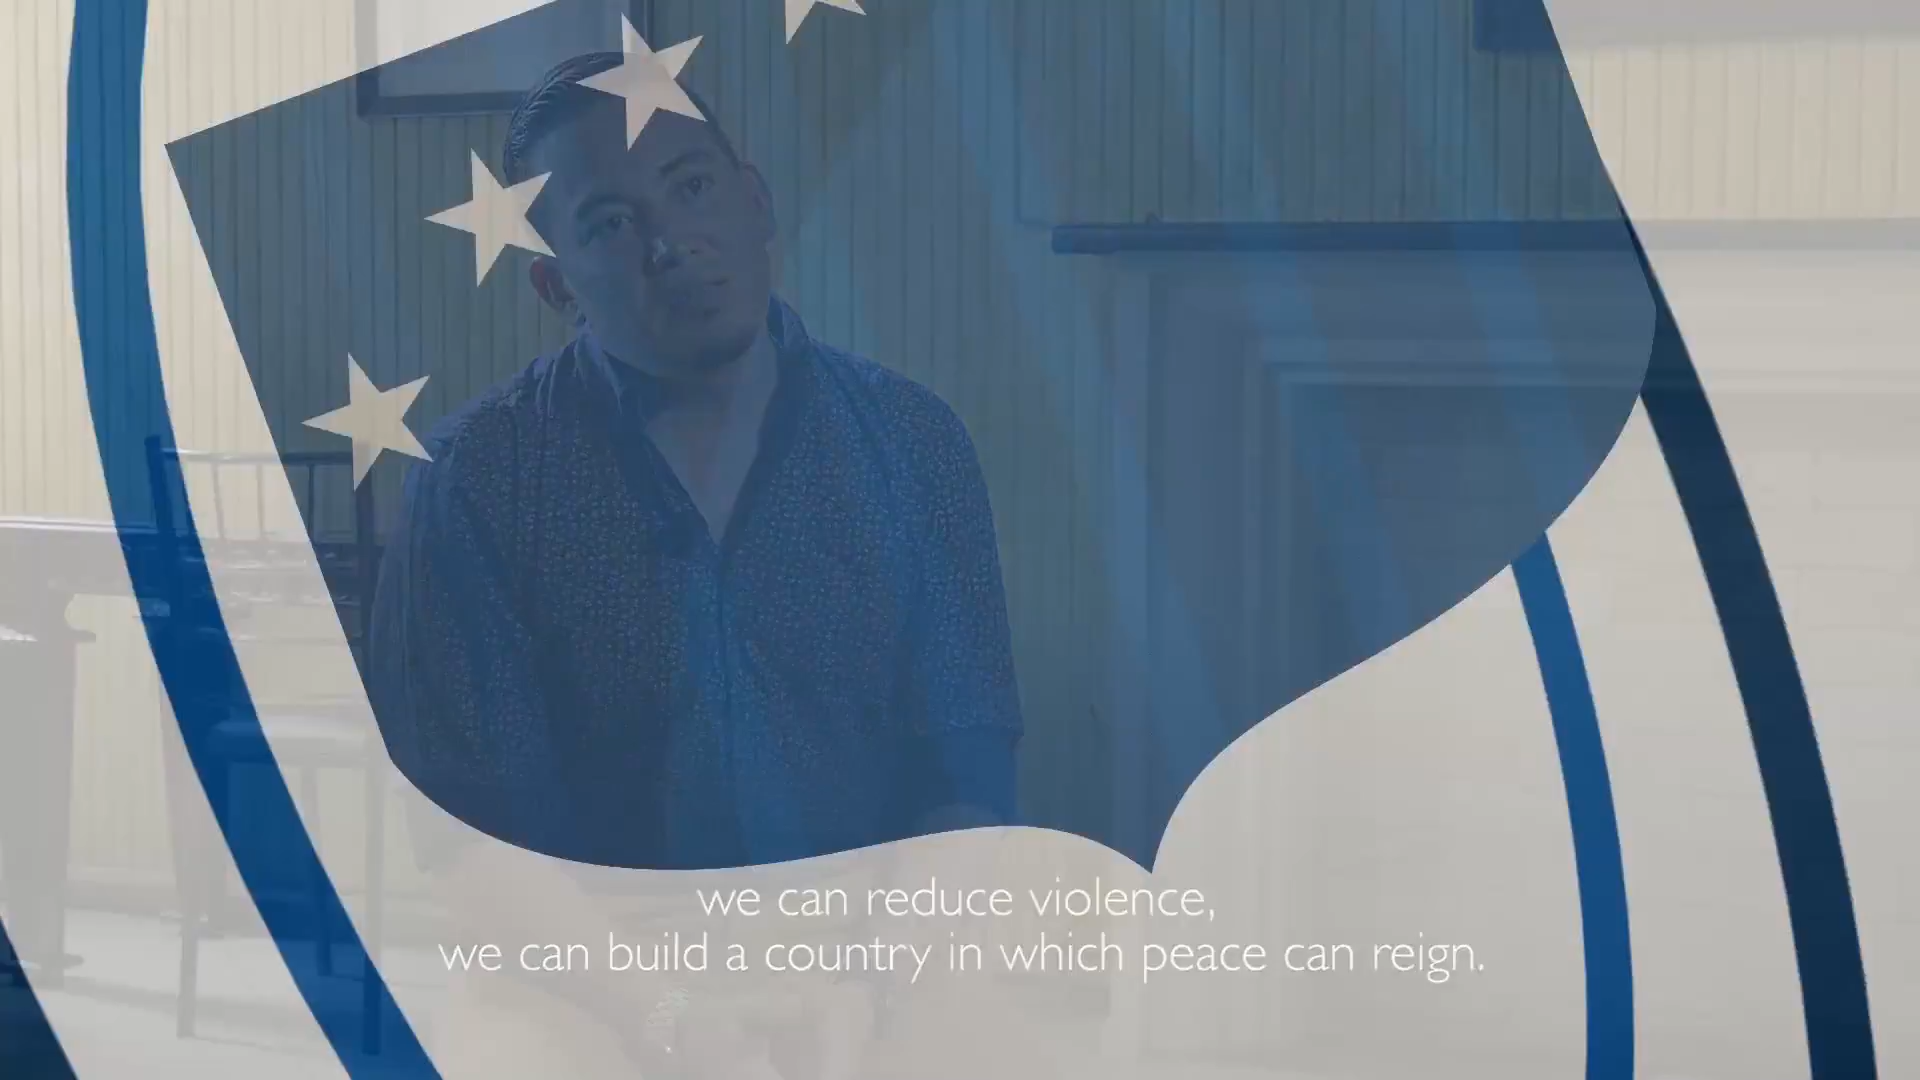 we can reduce violence,
we can build a country in which peace can reign.